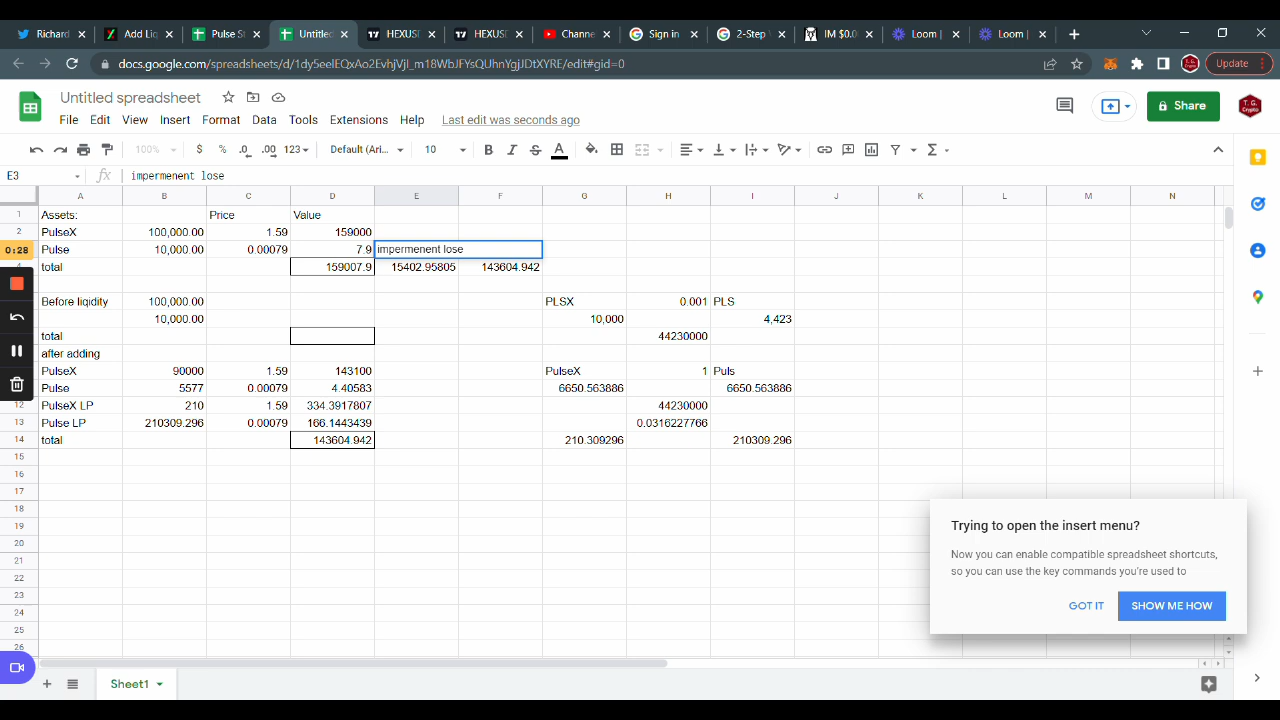 Richard
Add Liq
Pulse S
Untitled
HEXUSI
HEXUSI
Channe
Sign in
2-Step
IM $0.0
Loom |
Loom |
docs.google.com/spreadsheets/d/1dy5eelEQxAo2EvhjVjI_m18WbJFYsQUhnYgjJDtXYRE/edit#gid=0
Update
Untitled spreadsheet
File Edit View Insert Format Data Tools Extensions Help Last edit was seconds ago
Share
T. G. Crypto
100% $ % .0 .00 123 Default (Ari... 10 B I S A
E3 fx impermenent lose
A B C D E F G H I J K L M N
1 Assets: Price Value
2 PulseX 100,000.00 1.59 159000
0:28 Pulse 10,000.00 0.00079 7.9 impermenent lose
4 total 159007.9 15402.95805 143604.942
Before liqidity 100,000.00 PLSX 0.001 PLS
10,000.00 10,000 4,423
total 44230000
after adding
PulseX 90000 1.59 143100 PulseX 1 Puls
Pulse 5577 0.00079 4.40583 6650.563886 6650.563886
12 PulseX LP 210 1.59 334.3917807 44230000
13 Pulse LP 210309.296 0.00079 166.1443439 0.0316227766
14 total 143604.942 210.309296 210309.296
15
16
17
18
19
20
21
22
23
24
25
26
Trying to open the insert menu?
Now you can enable compatible spreadsheet shortcuts,
so you can use the key commands you're used to
GOT IT SHOW ME HOW
Sheet1